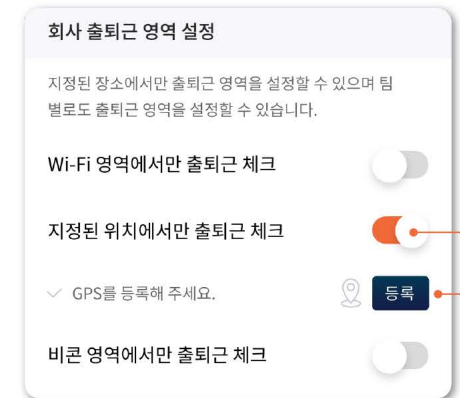 회사 출퇴근 영역 설정
지정된 장소에서만 출퇴근 영역을 설정할 수 있으며 팀
별로도 출퇴근 영역을 설정할 수 있습니다.
Wi-Fi 영역에서만 출퇴근 체크
지정된 위치에서만 출퇴근 체크
GPS를 등록해 주세요.
등록
비콘 영역에서만 출퇴근 체크